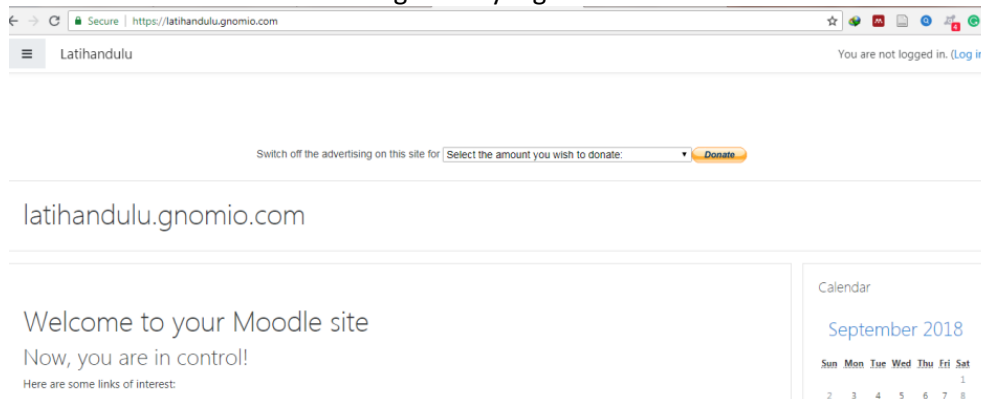 Secure | https://latihandulu.gnomio.com
4
Latihandulu
You are not logged in. (Log in
Switch off the advertising on this site for Select the amount you wish to donate: Donate
latihandulu.gnomio.com
Welcome to your Moodle site
Now, you are in control!
Here are some links of interest:
Calendar
September 2018
Sun Mon Tue Wed Thu Fri Sat
1
2 3 4 5 6 7 8